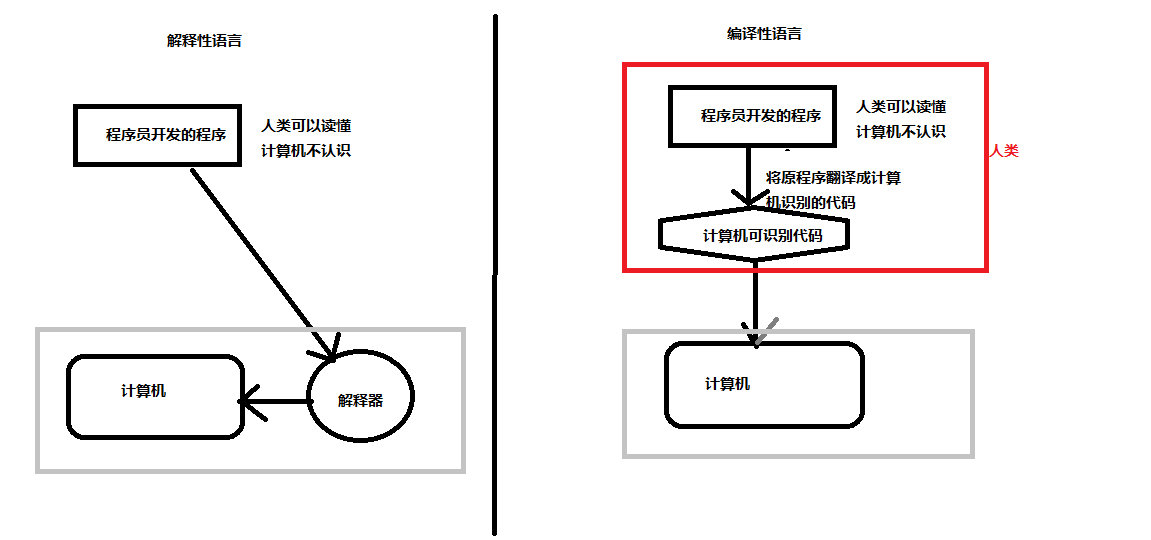 解释性语言
程序员开发的程序
人类可以读懂
计算机不认识
计算机
解释器
编译性语言
程序员开发的程序
人类可以读懂
计算机不认识
人类
将原程序翻译成计算
机识别的代码
计算机可识别代码
计算机